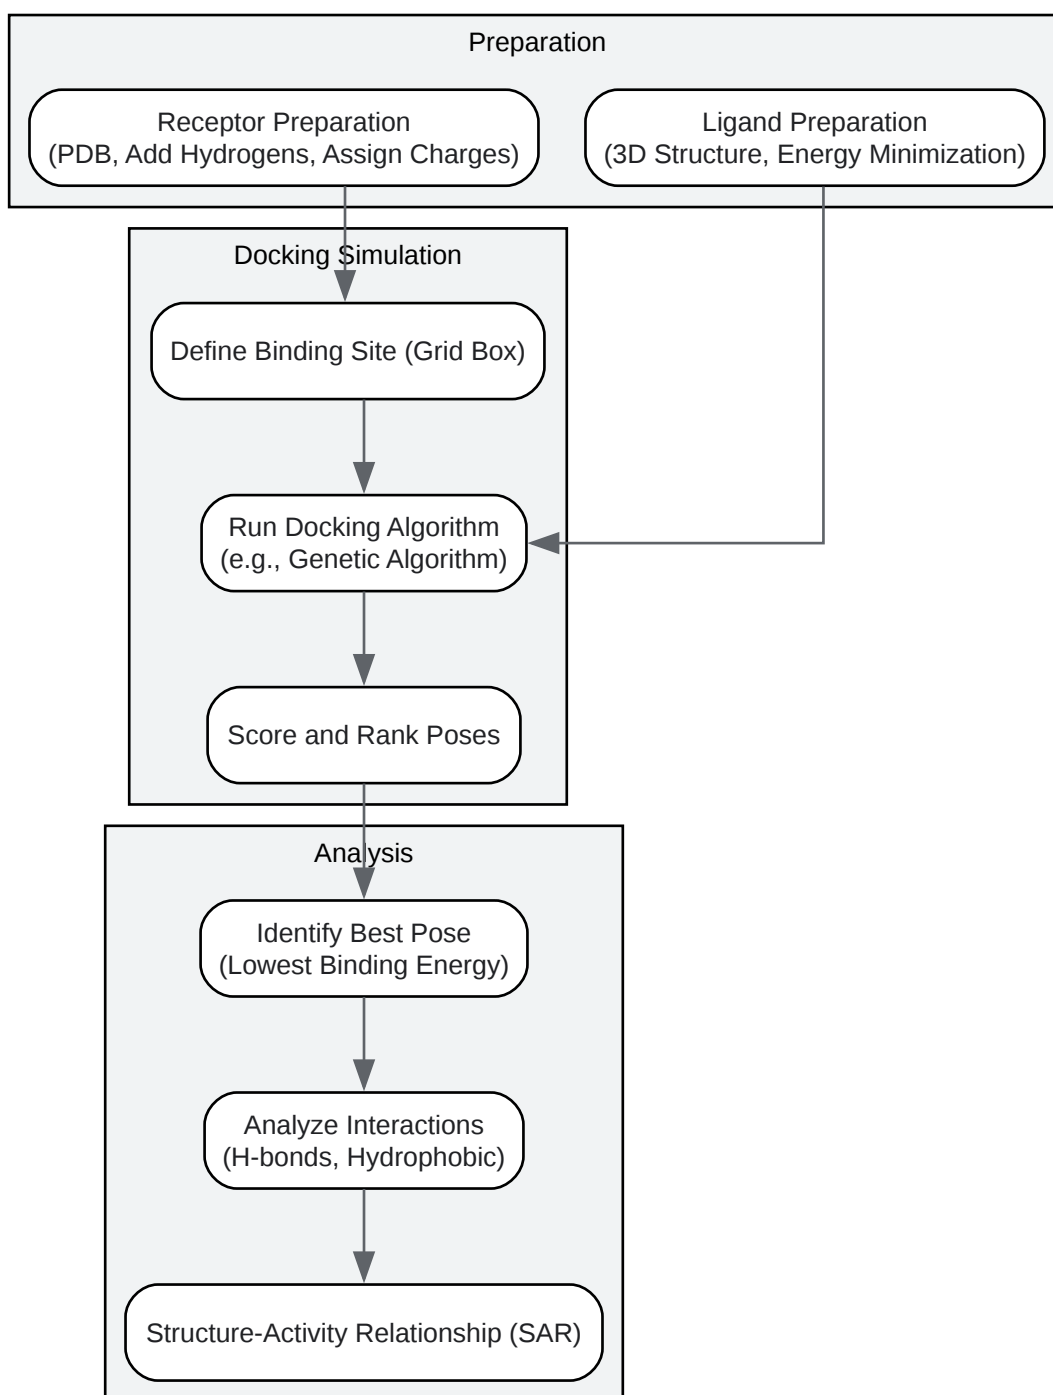 Preparation
Receptor Preparation
(PDB, Add Hydrogens, Assign Charges)
Ligand Preparation
(3D Structure, Energy Minimization)
Docking Simulation
Define Binding Site (Grid Box)
Run Docking Algorithm
(e.g., Genetic Algorithm)
Score and Rank Poses
Analysis
Identify Best Pose
(Lowest Binding Energy)
Analyze Interactions
(H-bonds, Hydrophobic)
Structure-Activity Relationship (SAR)